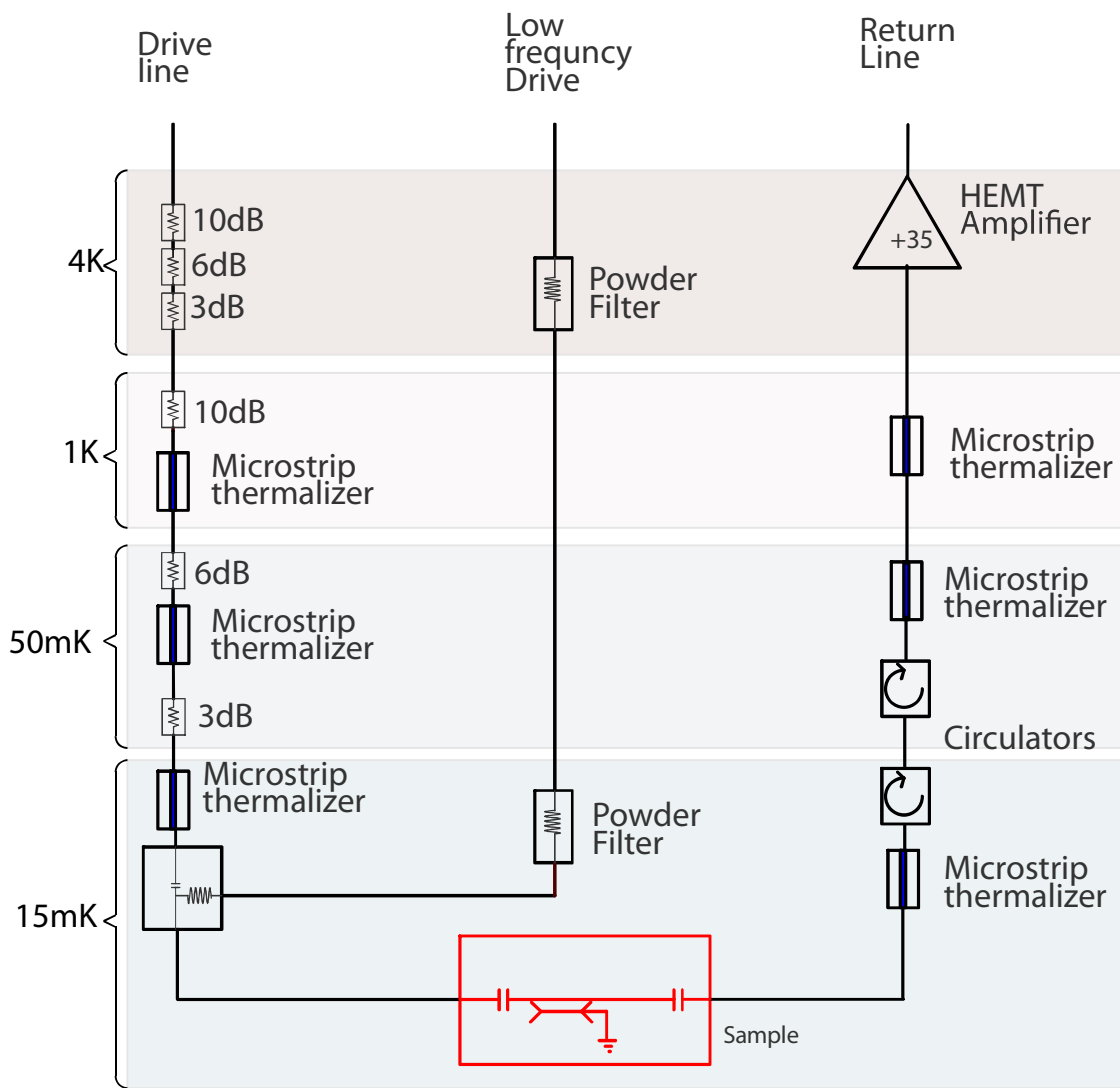 Drive
line
Low
frequncy
Drive
Return
Line
4K
10dB
6dB
3dB
Powder
Filter
HEMT
Amplifier
+35
1K
10dB
Microstrip
thermalizer
Microstrip
thermalizer
50mK
6dB
Microstrip
thermalizer
3dB
Microstrip
thermalizer
Circulators
15mK
Microstrip
thermalizer
Powder
Filter
Microstrip
thermalizer
Sample